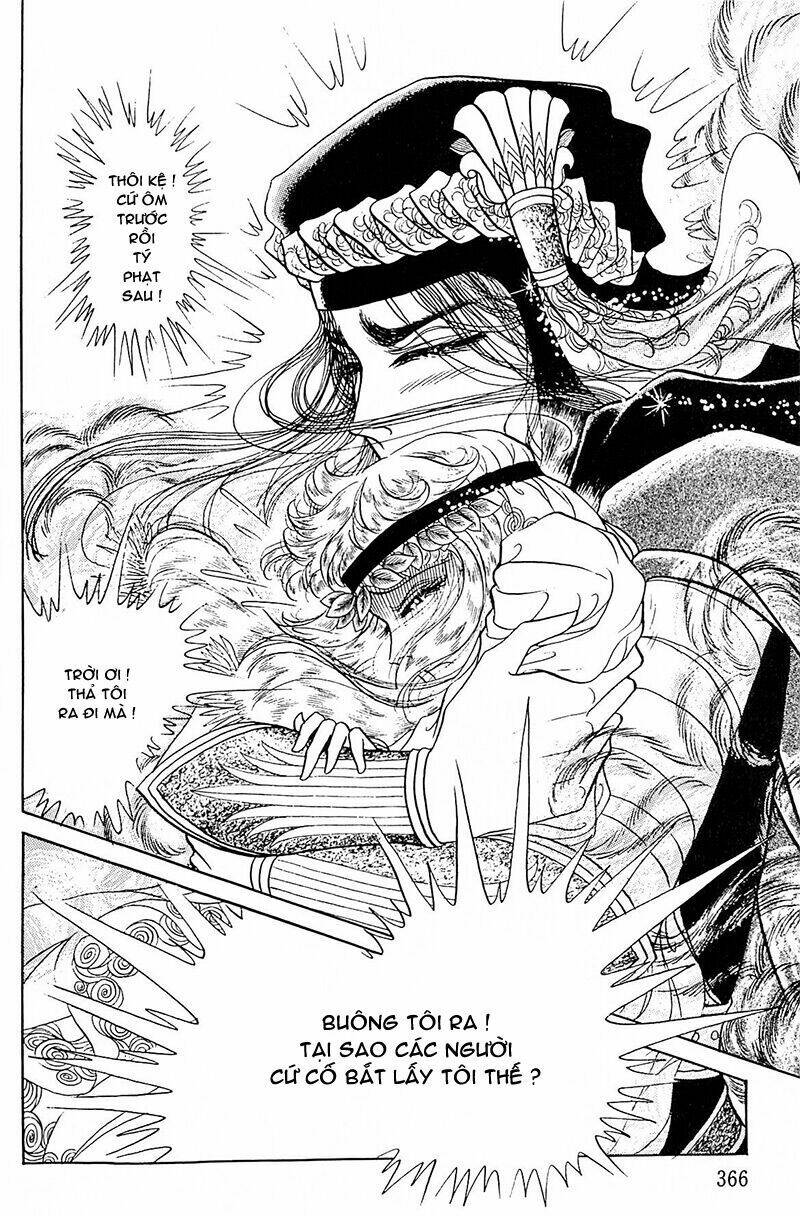 THÔI KỆ !
CỨ ÔM
TRƯỚC
RỒI
TÝ
PHẠT
SAU !
TRỜI ƠI !
THẢ TÔI
RA ĐI MÀ !
BUÔNG TÔI RA !
TẠI SAO CÁC NGƯỜI
CỨ CỐ BẮT LẤY TÔI THẾ ?
366